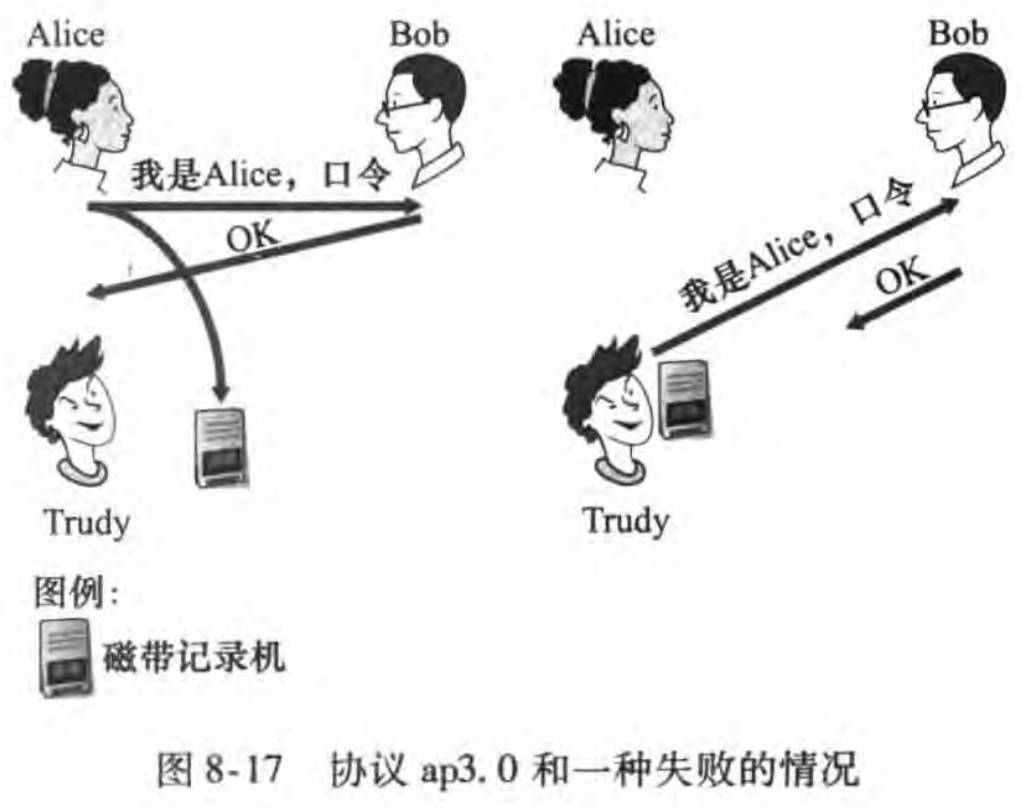 Alice
Bob
Alice
Bob
我是Alice，口令
OK
我是Alice，口令
OK
Trudy
Trudy
图例：
磁带记录机
图 8-17 协议 ap3. 0 和一种失败的情况